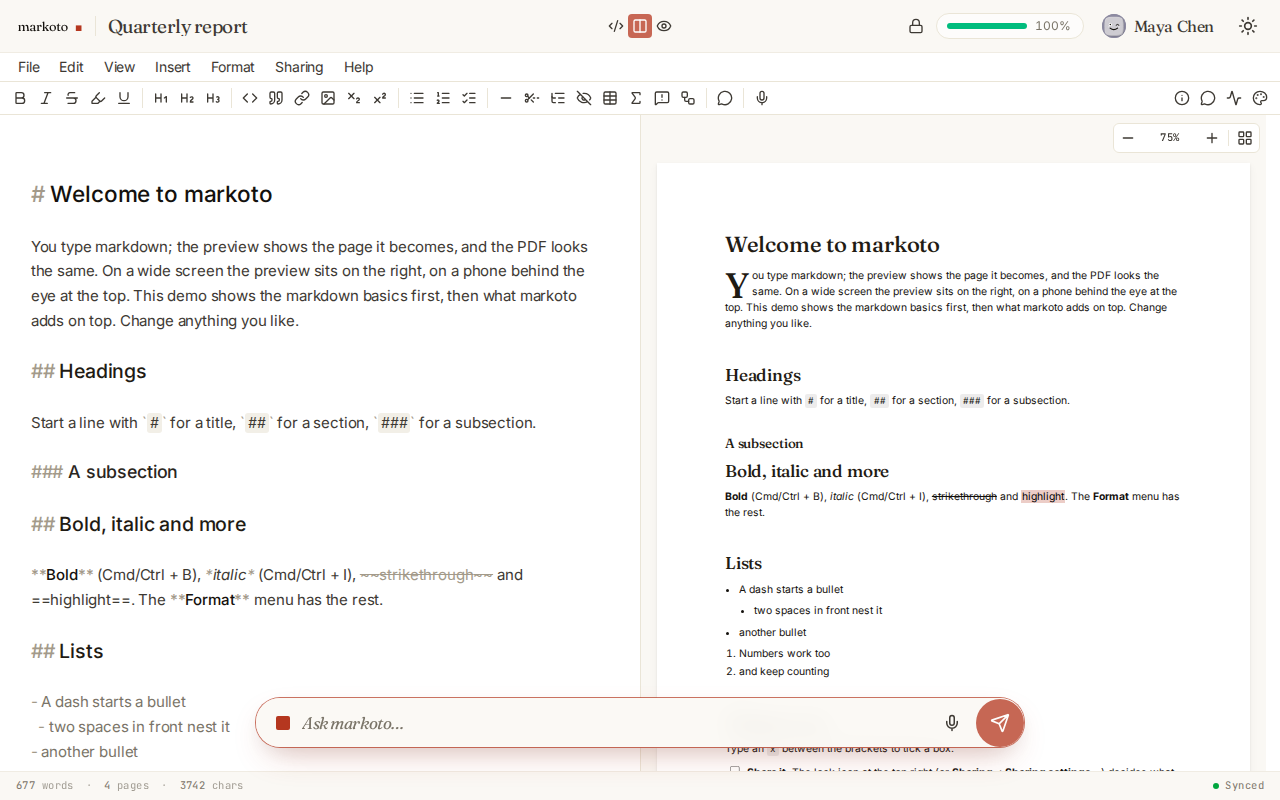 markoto
Quarterly report
100%
Maya Chen
File Edit View Insert Format Sharing Help
H1 H2 H3
75%
# Welcome to markoto
You type markdown; the preview shows the page it becomes, and the PDF looks
the same. On a wide screen the preview sits on the right, on a phone behind the
eye at the top. This demo shows the markdown basics first, then what markoto
adds on top. Change anything you like.
## Headings
Start a line with `#` for a title, `##` for a section, `###` for a subsection.
### A subsection
## Bold, italic and more
**Bold** (Cmd/Ctrl + B), *italic* (Cmd/Ctrl + I), ~~strikethrough~~ and
==highlight==. The **Format** menu has the rest.
## Lists
- A dash starts a bullet
- two spaces in front nest it
- another bullet
Welcome to markoto
You type markdown; the preview shows the page it becomes, and the PDF looks the
same. On a wide screen the preview sits on the right, on a phone behind the eye at the
top. This demo shows the markdown basics first, then what markoto adds on top. Change
anything you like.
Headings
Start a line with # for a title, ## for a section, ### for a subsection.
A subsection
Bold, italic and more
Bold (Cmd/Ctrl + B), italic (Cmd/Ctrl + I), strikethrough and highlight. The Format menu has
the rest.
Lists
• A dash starts a bullet
• two spaces in front nest it
• another bullet
1. Numbers work too
2. and keep counting
Type an x between the brackets to tick a box.
Ask markoto...
677 words · 4 pages · 3742 chars
Synced